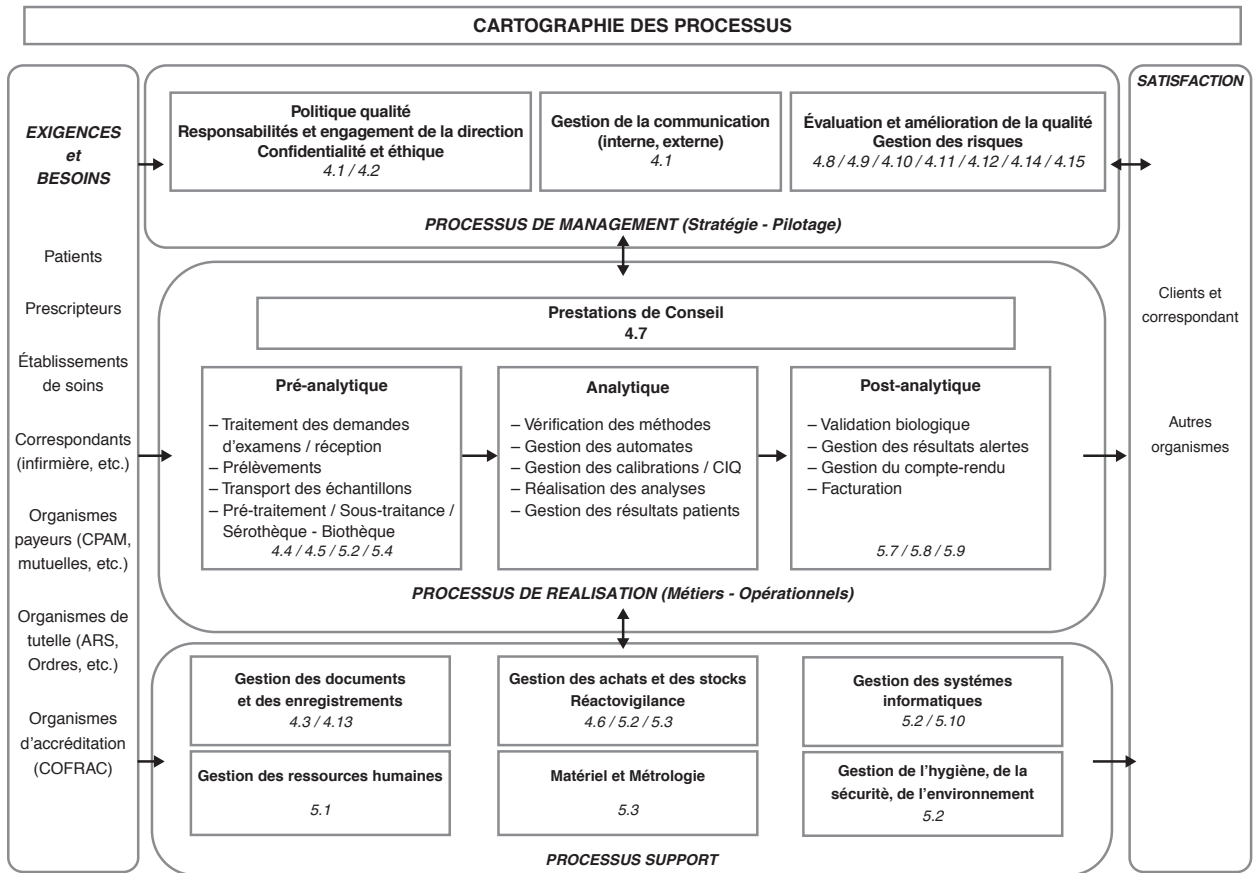 CARTOGRAPHIE DES PROCESSUS
EXIGENCES
et
BESOINS
Patients
Prescripteurs
Établissements
de soins
Correspondants
(infirmière, etc.)
Organismes
payeurs (CPAM,
mutuelles, etc.)
Organismes de
tutelle (ARS,
Ordres, etc.)
Organismes
d'accréditation
(COFRAC)
Politique qualité
Responsabilités et engagement de la direction
Confidentialité et éthique
4.1 / 4.2
Gestion de la communication
(interne, externe)
4.1
Évaluation et amélioration de la qualité
Gestion des risques
4.8 / 4.9 / 4.10 / 4.11 / 4.12 / 4.14 / 4.15
PROCESSUS DE MANAGEMENT (Stratégie - Pilotage)
Prestations de Conseil
4.7
Pré-analytique
– Traitement des demandes
d'examens / réception
– Prélèvements
– Transport des échantillons
– Pré-traitement / Sous-traitance /
Sérothèque - Biothèque
4.4 / 4.5 / 5.2 / 5.4
Analytique
– Vérification des méthodes
– Gestion des automates
– Gestion des calibrations / CIQ
– Réalisation des analyses
– Gestion des résultats patients
Post-analytique
– Validation biologique
– Gestion des résultats alertes
– Gestion du compte-rendu
– Facturation
5.7 / 5.8 / 5.9
PROCESSUS DE REALISATION (Métiers - Opérationnels)
Gestion des documents
et des enregistrements
4.3 / 4.13
Gestion des achats et des stocks
Réactovigilance
4.6 / 5.2 / 5.3
Gestion des systémes
informatiques
5.2 / 5.10
Gestion des ressources humaines
5.1
Matériel et Métrologie
5.3
Gestion de l'hygiène, de la
sécuritè, de l'environnement
5.2
PROCESSUS SUPPORT
SATISFACTION
Clients et
correspondant
Autres
organismes